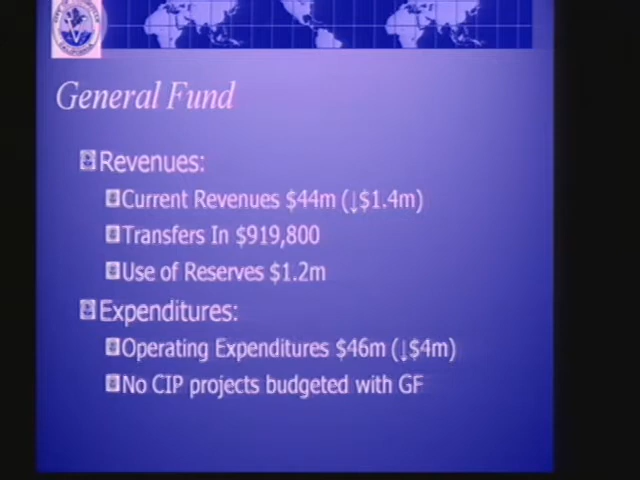 General Fund
Revenues:
Current Revenues $44m (↓$1.4m)
Transfers In $919,800
Use of Reserves $1.2m
Expenditures:
Operating Expenditures $46m (↓$4m)
No CIP projects budgeted with GF